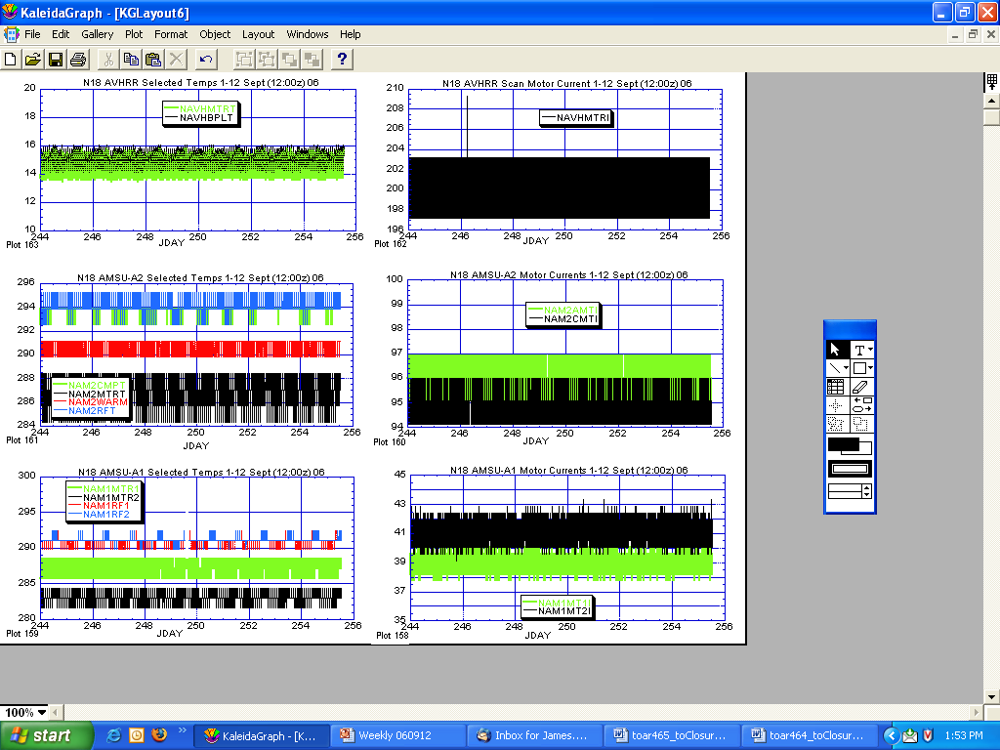 KaleidaGraph - [KGLayout6]
File Edit Gallery Plot Format Object Layout Windows Help
N18 AVHRR Selected Temps 1-12 Sept (12:00z) 06
20
18
16
14
12
10
NAVHMTRT
NAVHBPLT
244 246 248 250 252 254 256
JDAY
Plot 163
N18 AVHRR Scan Motor Current 1-12 Sept (12:00z) 06
210
208
206
204
202
200
198
196
NAVHMTRI
244 246 248 250 252 254 256
JDAY
Plot 162
N18 AMSU-A2 Selected Temps 1-12 Sept (12:00z) 06
296
294
292
290
288
286
284
NAM2CMPT
NAM2MTRT
NAM2WARM
NAM2RFT
244 246 248 250 252 254 256
JDAY
Plot 161
N18 AMSU-A2 Motor Currents 1-12 Sept (12:00z) 06
100
99
98
97
96
95
94
NAM2AMTI
NAM2CMTI
244 246 248 250 252 254 256
JDAY
Plot 160
N18 AMSU-A1 Selected Temps 1-12 Sept (12:00z) 06
300
295
290
285
280
NAM1MTR1
NAM1MTR2
NAM1RF1
NAM1RF2
244 246 248 250 252 254 256
JDAY
Plot 159
N18 AMSU-A1 Motor Currents 1-12 Sept (12:00z) 06
45
43
41
39
37
35
NAM1MT1I
NAM1MT2I
244 246 248 250 252 254 256
JDAY
Plot 158
T
100%
start
KaleidaGraph - [K...
Weekly 060912
Inbox for James....
toar465_toClosur...
toar464_toClosur...
1:53 PM